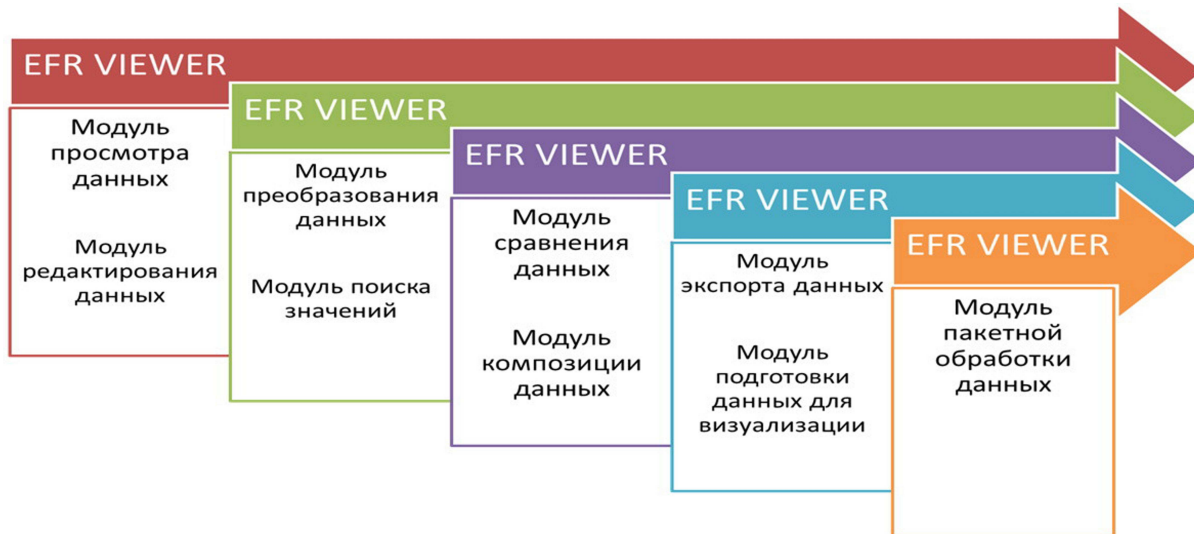 EFR VIEWER
Модуль
просмотра
данных
Модуль
редактирования
данных
EFR VIEWER
Модуль
преобразования
данных
Модуль поиска
значений
EFR VIEWER
Модуль
сравнения
данных
Модуль
композиции
данных
EFR VIEWER
Модуль
экспорта данных
Модуль
подготовки
данных для
визуализации
EFR VIEWER
Модуль
пакетной
обработки
данных